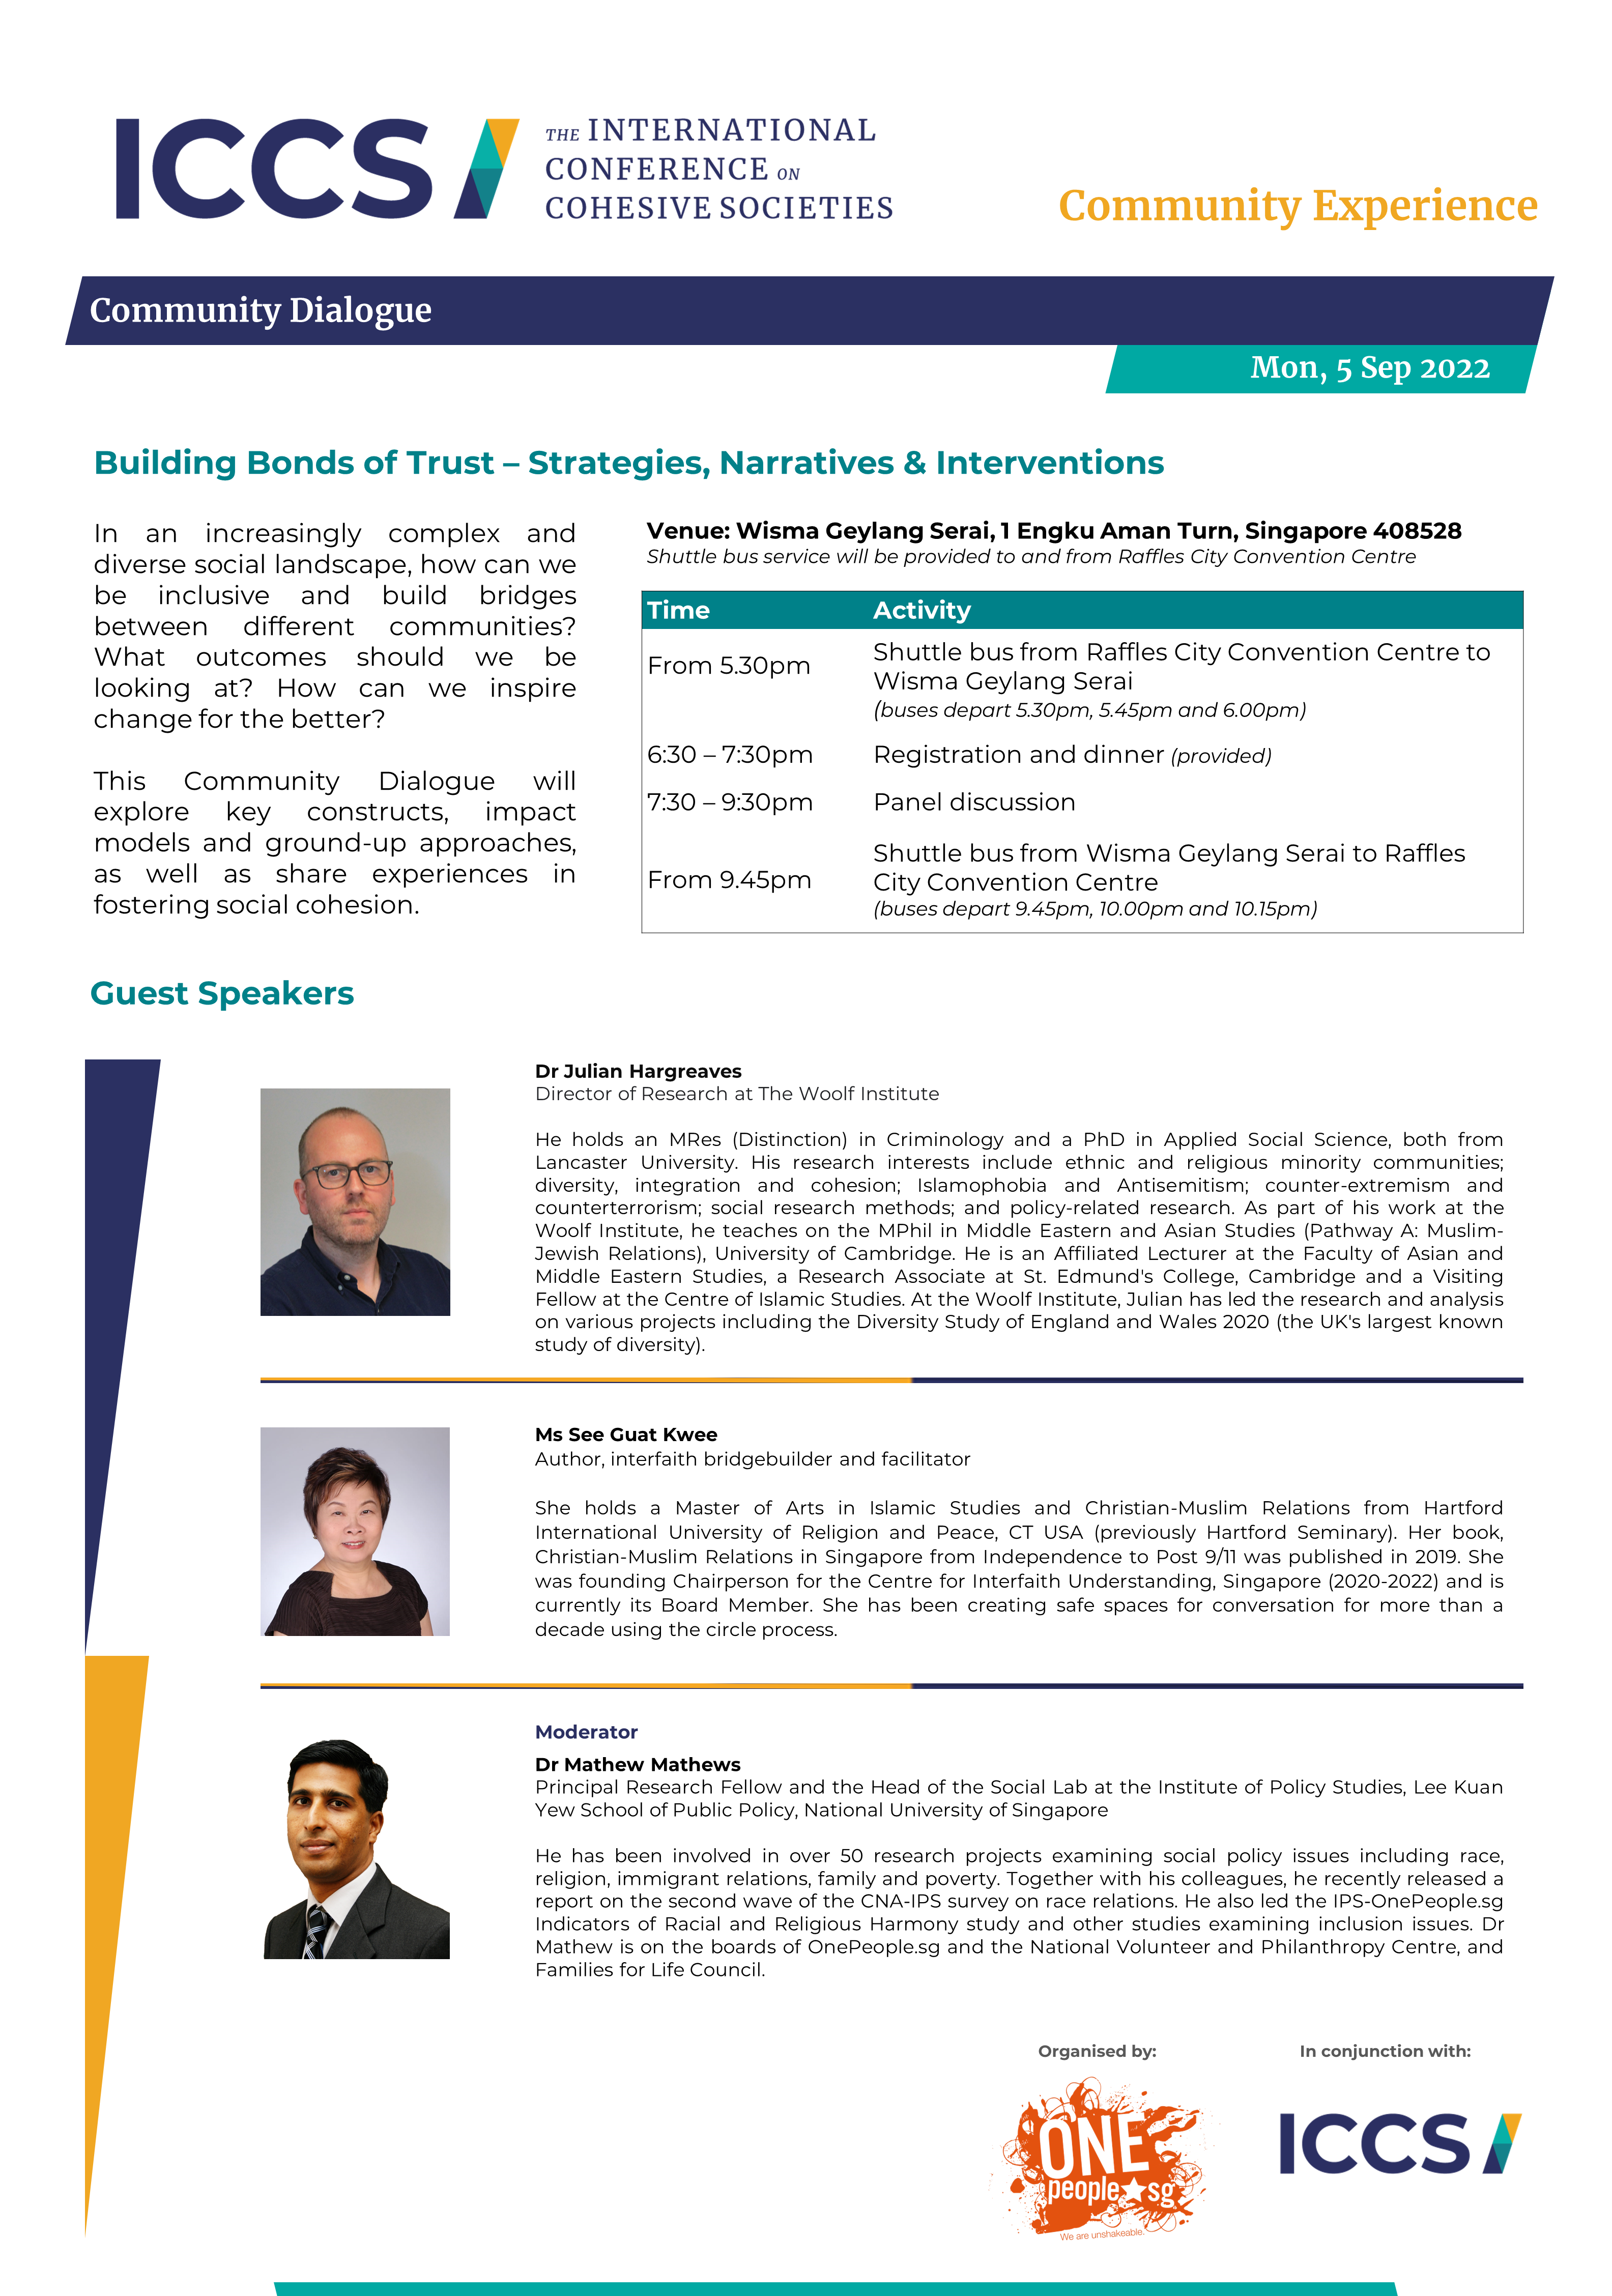 ICCS
THE INTERNATIONAL
CONFERENCE ON
COHESIVE SOCIETIES
Community Experience
Community Dialogue
Mon, 5 Sep 2022
Building Bonds of Trust – Strategies, Narratives & Interventions
In an increasingly complex and
diverse social landscape, how can we
be inclusive and build bridges
between different communities?
What outcomes should we be
looking at? How can we inspire
change for the better?
This Community Dialogue will
explore key constructs, impact
models and ground-up approaches,
as well as share experiences in
fostering social cohesion.
Venue: Wisma Geylang Serai, 1 Engku Aman Turn, Singapore 408528
Shuttle bus service will be provided to and from Raffles City Convention Centre
Time Activity
From 5.30pm
Shuttle bus from Raffles City Convention Centre to
Wisma Geylang Serai
(buses depart 5.30pm, 5.45pm and 6.00pm)
6:30 – 7:30pm Registration and dinner (provided)
7:30 – 9:30pm Panel discussion
From 9.45pm
Shuttle bus from Wisma Geylang Serai to Raffles
City Convention Centre
(buses depart 9.45pm, 10.00pm and 10.15pm)
Guest Speakers
Dr Julian Hargreaves
Director of Research at The Woolf Institute
He holds an MRes (Distinction) in Criminology and a PhD in Applied Social Science, both from
Lancaster University. His research interests include ethnic and religious minority communities;
diversity, integration and cohesion; Islamophobia and Antisemitism; counter-extremism and
counterterrorism; social research methods; and policy-related research. As part of his work at the
Woolf Institute, he teaches on the MPhil in Middle Eastern and Asian Studies (Pathway A: Muslim-
Jewish Relations), University of Cambridge. He is an Affiliated Lecturer at the Faculty of Asian and
Middle Eastern Studies, a Research Associate at St. Edmund's College, Cambridge and a Visiting
Fellow at the Centre of Islamic Studies. At the Woolf Institute, Julian has led the research and analysis
on various projects including the Diversity Study of England and Wales 2020 (the UK's largest known
study of diversity).
Ms See Guat Kwee
Author, interfaith bridgebuilder and facilitator
She holds a Master of Arts in Islamic Studies and Christian-Muslim Relations from Hartford
International University of Religion and Peace, CT USA (previously Hartford Seminary). Her book,
Christian-Muslim Relations in Singapore from Independence to Post 9/11 was published in 2019. She
was founding Chairperson for the Centre for Interfaith Understanding, Singapore (2020-2022) and is
currently its Board Member. She has been creating safe spaces for conversation for more than a
decade using the circle process.
Moderator
Dr Mathew Mathews
Principal Research Fellow and the Head of the Social Lab at the Institute of Policy Studies, Lee Kuan
Yew School of Public Policy, National University of Singapore
He has been involved in over 50 research projects examining social policy issues including race,
religion, immigrant relations, family and poverty. Together with his colleagues, he recently released a
report on the second wave of the CNA-IPS survey on race relations. He also led the IPS-OnePeople.sg
Indicators of Racial and Religious Harmony study and other studies examining inclusion issues. Dr
Mathew is on the boards of OnePeople.sg and the National Volunteer and Philanthropy Centre, and
Families for Life Council.
Organised by:
ONE
people sg
We are unshakeable.
In conjunction with:
ICCS